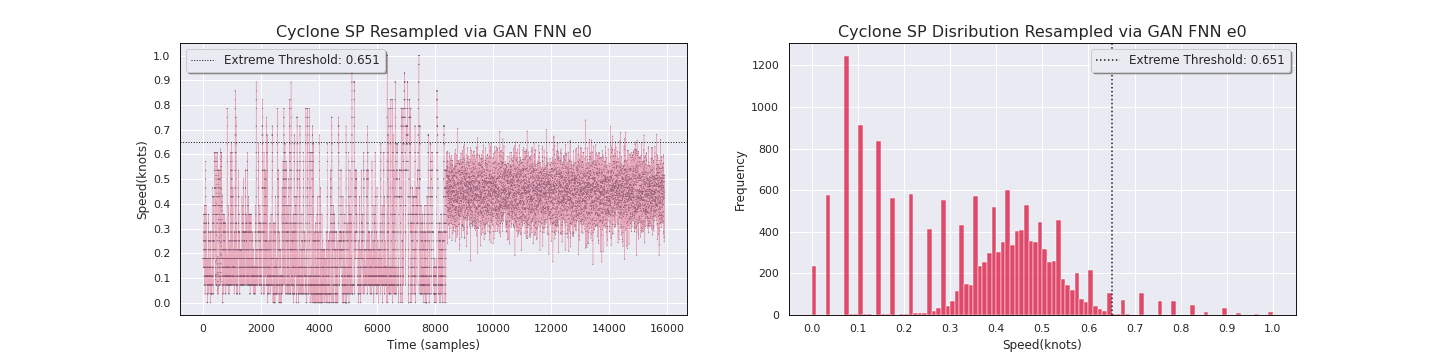 Cyclone SP Resampled via GAN FNN e0
Extreme Threshold: 0.651
1.0
0.9
0.8
0.7
0.6
0.5
0.4
0.3
0.2
0.1
0.0
Speed(knots)
0 2000 4000 6000 8000 10000 12000 14000 16000
Time (samples)
Cyclone SP Disribution Resampled via GAN FNN e0
Extreme Threshold: 0.651
1200
1000
800
600
400
200
0
Frequency
0.0 0.1 0.2 0.3 0.4 0.5 0.6 0.7 0.8 0.9 1.0
Speed(knots)